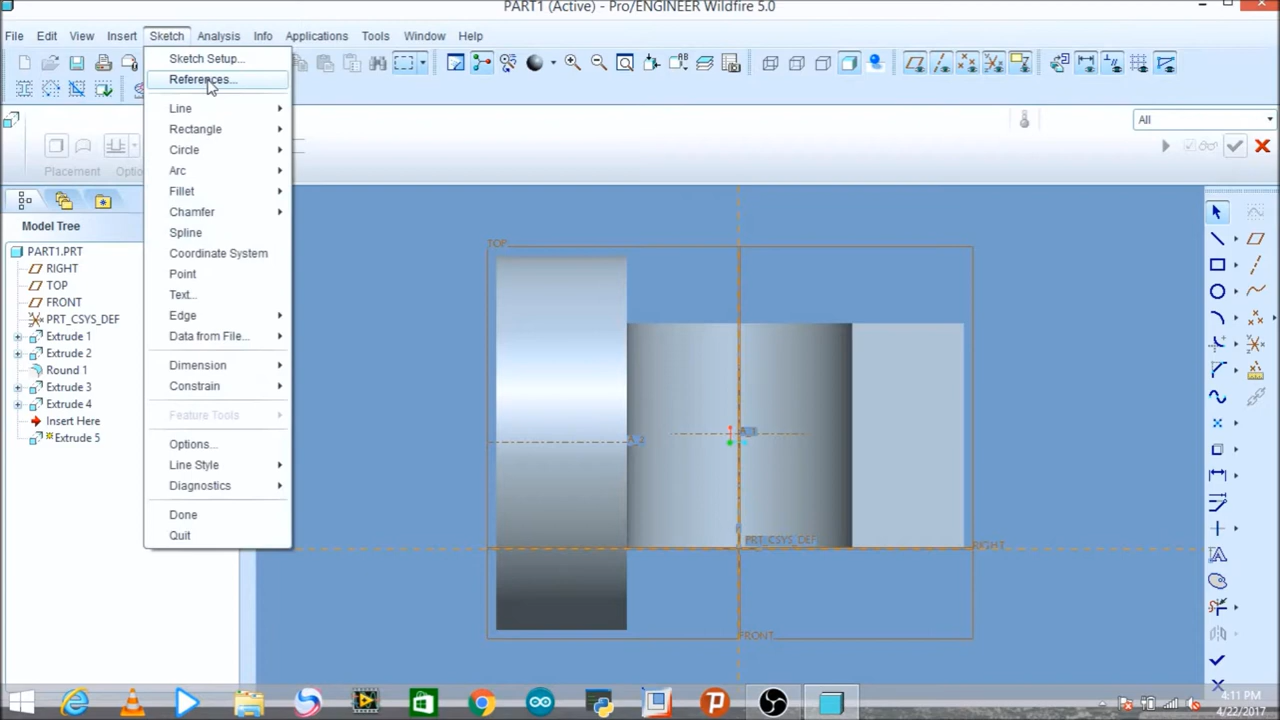 PART1 (Active) - Pro/ENGINEER Wildfire 5.0
File Edit View Insert Sketch Analysis Info Applications Tools Window Help
Sketch Setup...
References...
Line
Rectangle
Circle
Arc
Fillet
Chamfer
Spline
Coordinate System
Point
Text...
Edge
Data from File...
Dimension
Constrain
Feature Tools
Options...
Line Style
Diagnostics
Done
Quit
All
Placement
Model Tree
PART1.PRT
RIGHT
TOP
FRONT
PRT_CSYS_DEF
Extrude 1
Extrude 2
Round 1
Extrude 3
Extrude 4
Insert Here
Extrude 5
TOP
PRT_CSYS_DEF
RIGHT
FRONT
4:11 PM
4/22/2017